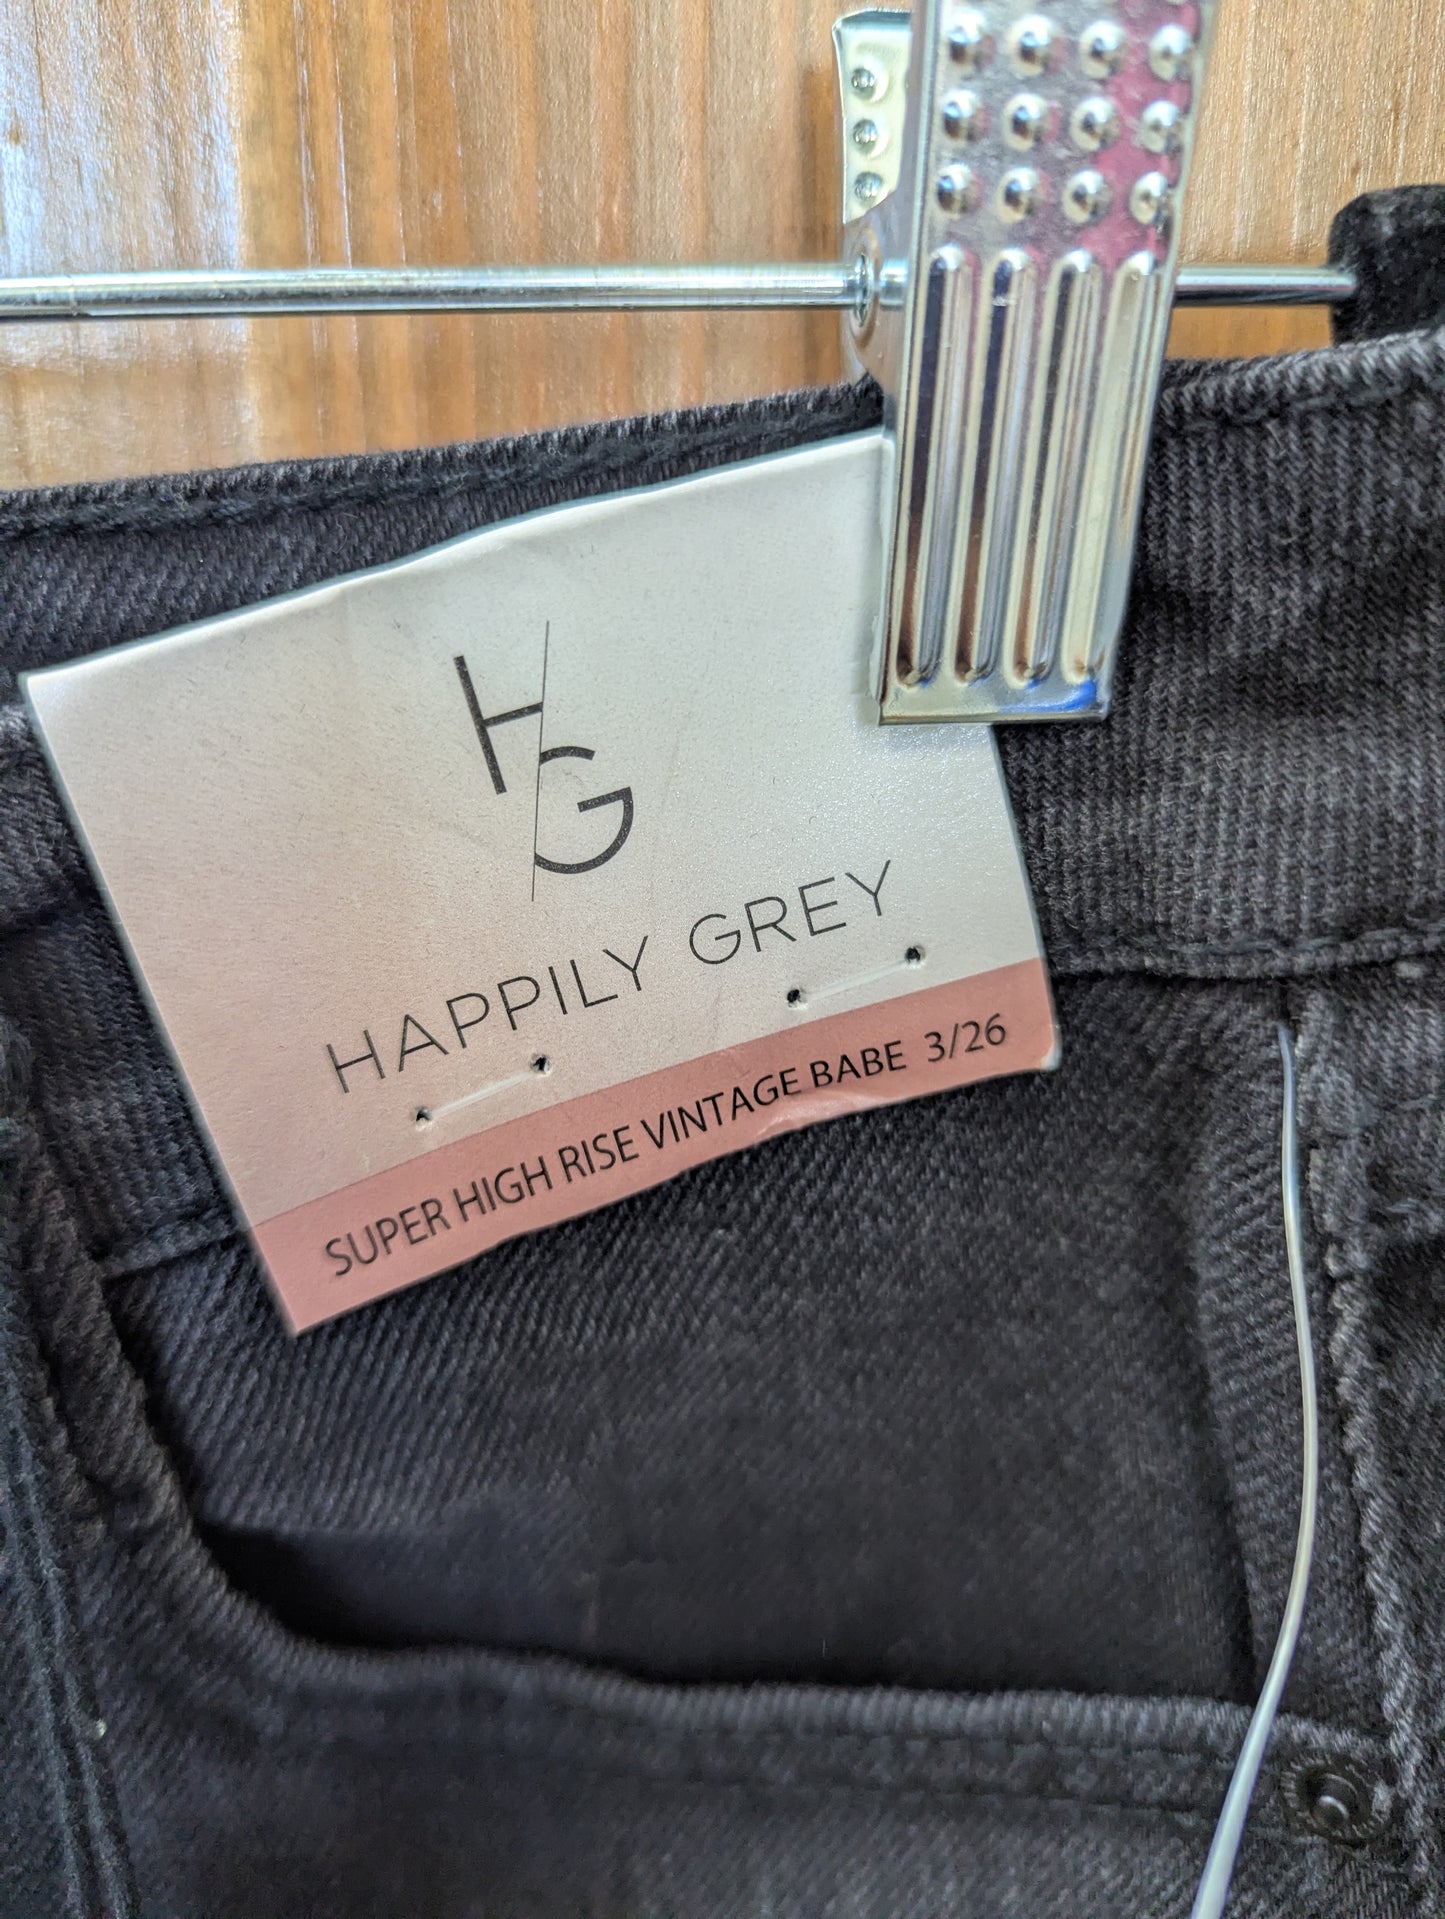 HG
HAPPILY GREY
SUPER HIGH RISE VINTAGE BABE 3/26